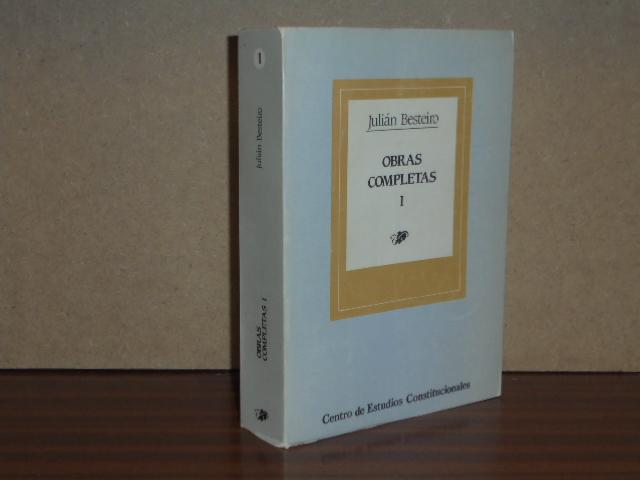 1
Julián Besteiro
OBRAS
COMPLETAS I
Julián Besteiro
OBRAS
COMPLETAS
I
Centro de Estudios Constitucionales